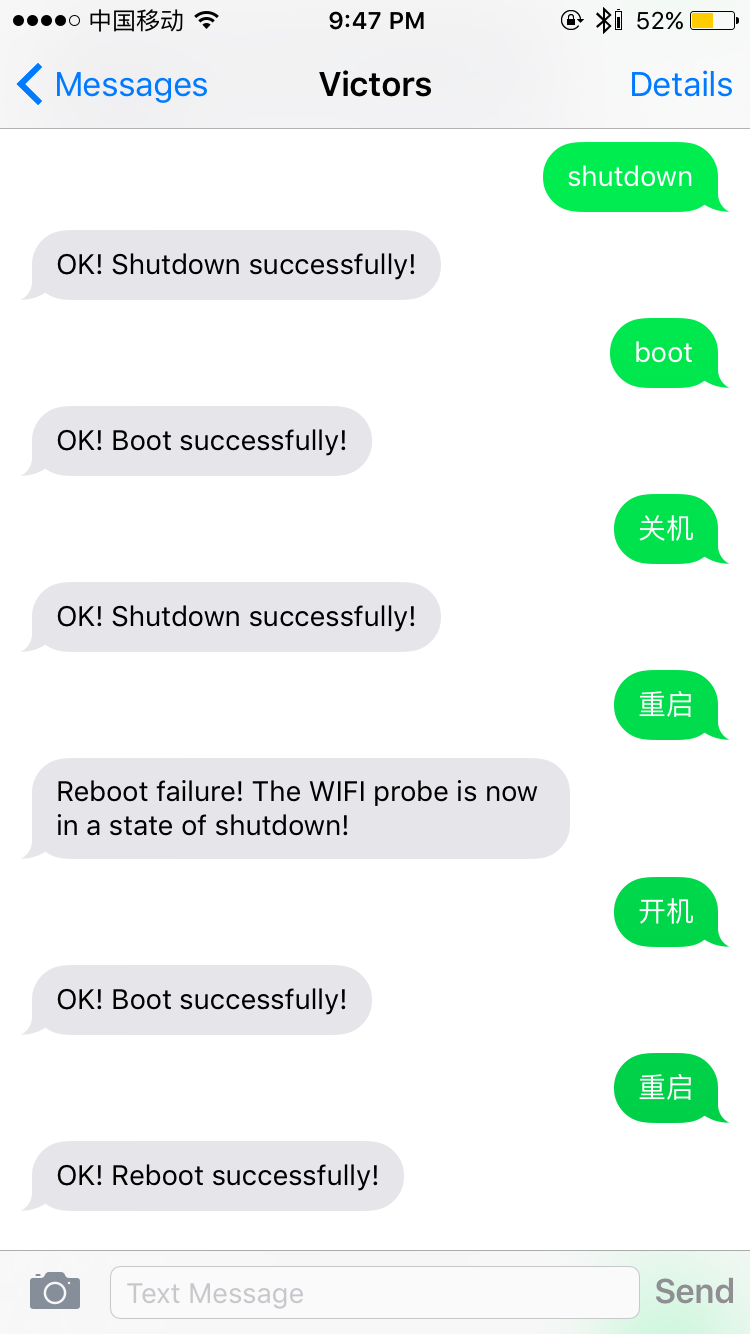 中国移动 9:47 PM 52%
Messages Victors Details
shutdown
OK! Shutdown successfully!
boot
OK! Boot successfully!
关机
OK! Shutdown successfully!
重启
Reboot failure! The WIFI probe is now
in a state of shutdown!
开机
OK! Boot successfully!
重启
OK! Reboot successfully!
Text Message Send